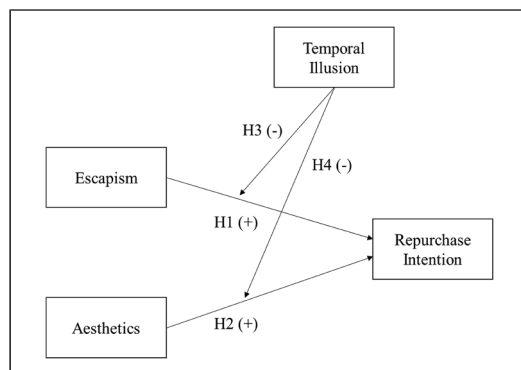 Temporal
Illusion
H3 (-)
H4 (-)
Escapism
H1 (+)
Repurchase
Intention
Aesthetics
H2 (+)